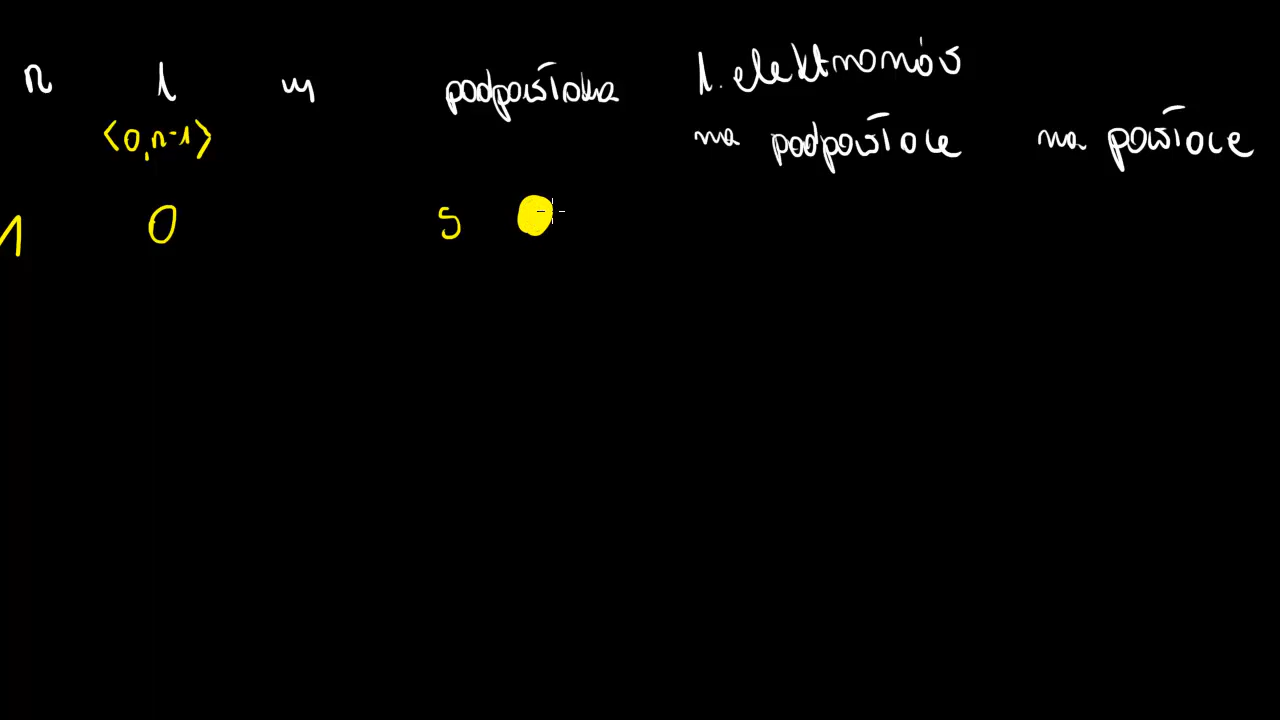 n l m podpowłoka l. elektronów
<0,n-1> na podpowłoce na powłoce
1 0 s